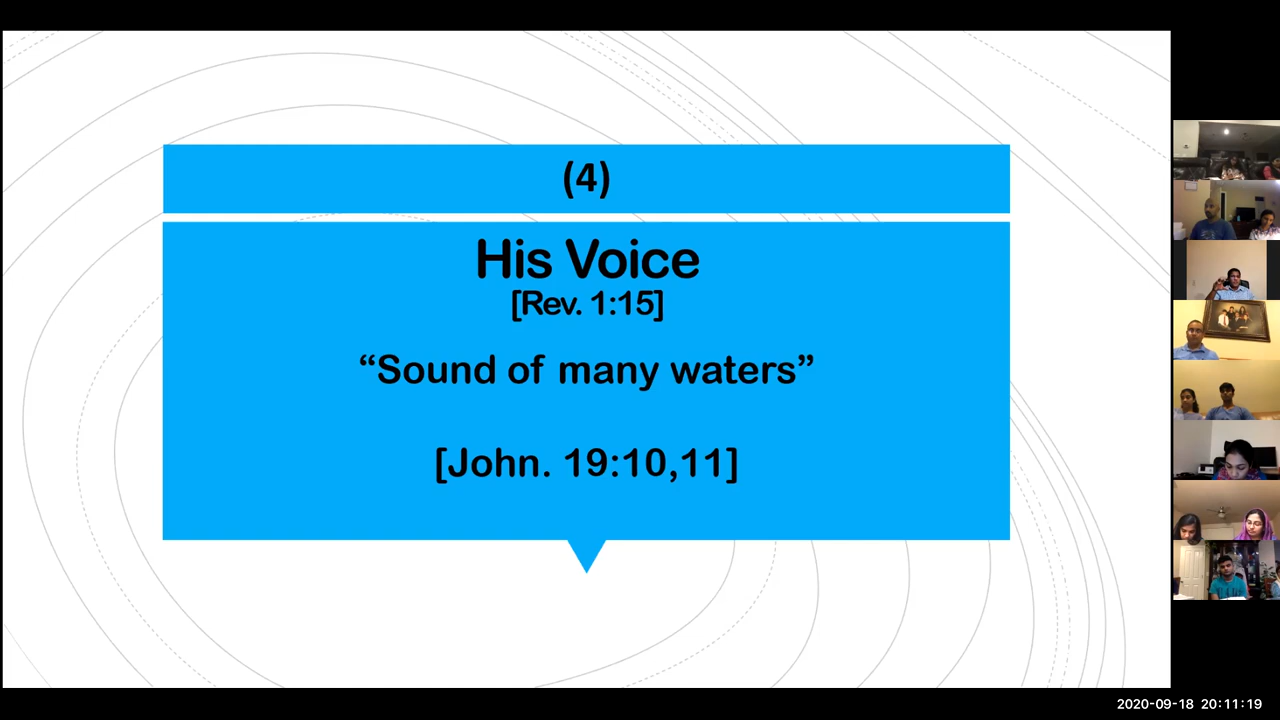 (4)
His Voice
[Rev. 1:15]
“Sound of many waters”
[John. 19:10,11]
2020-09-18 20:11:19